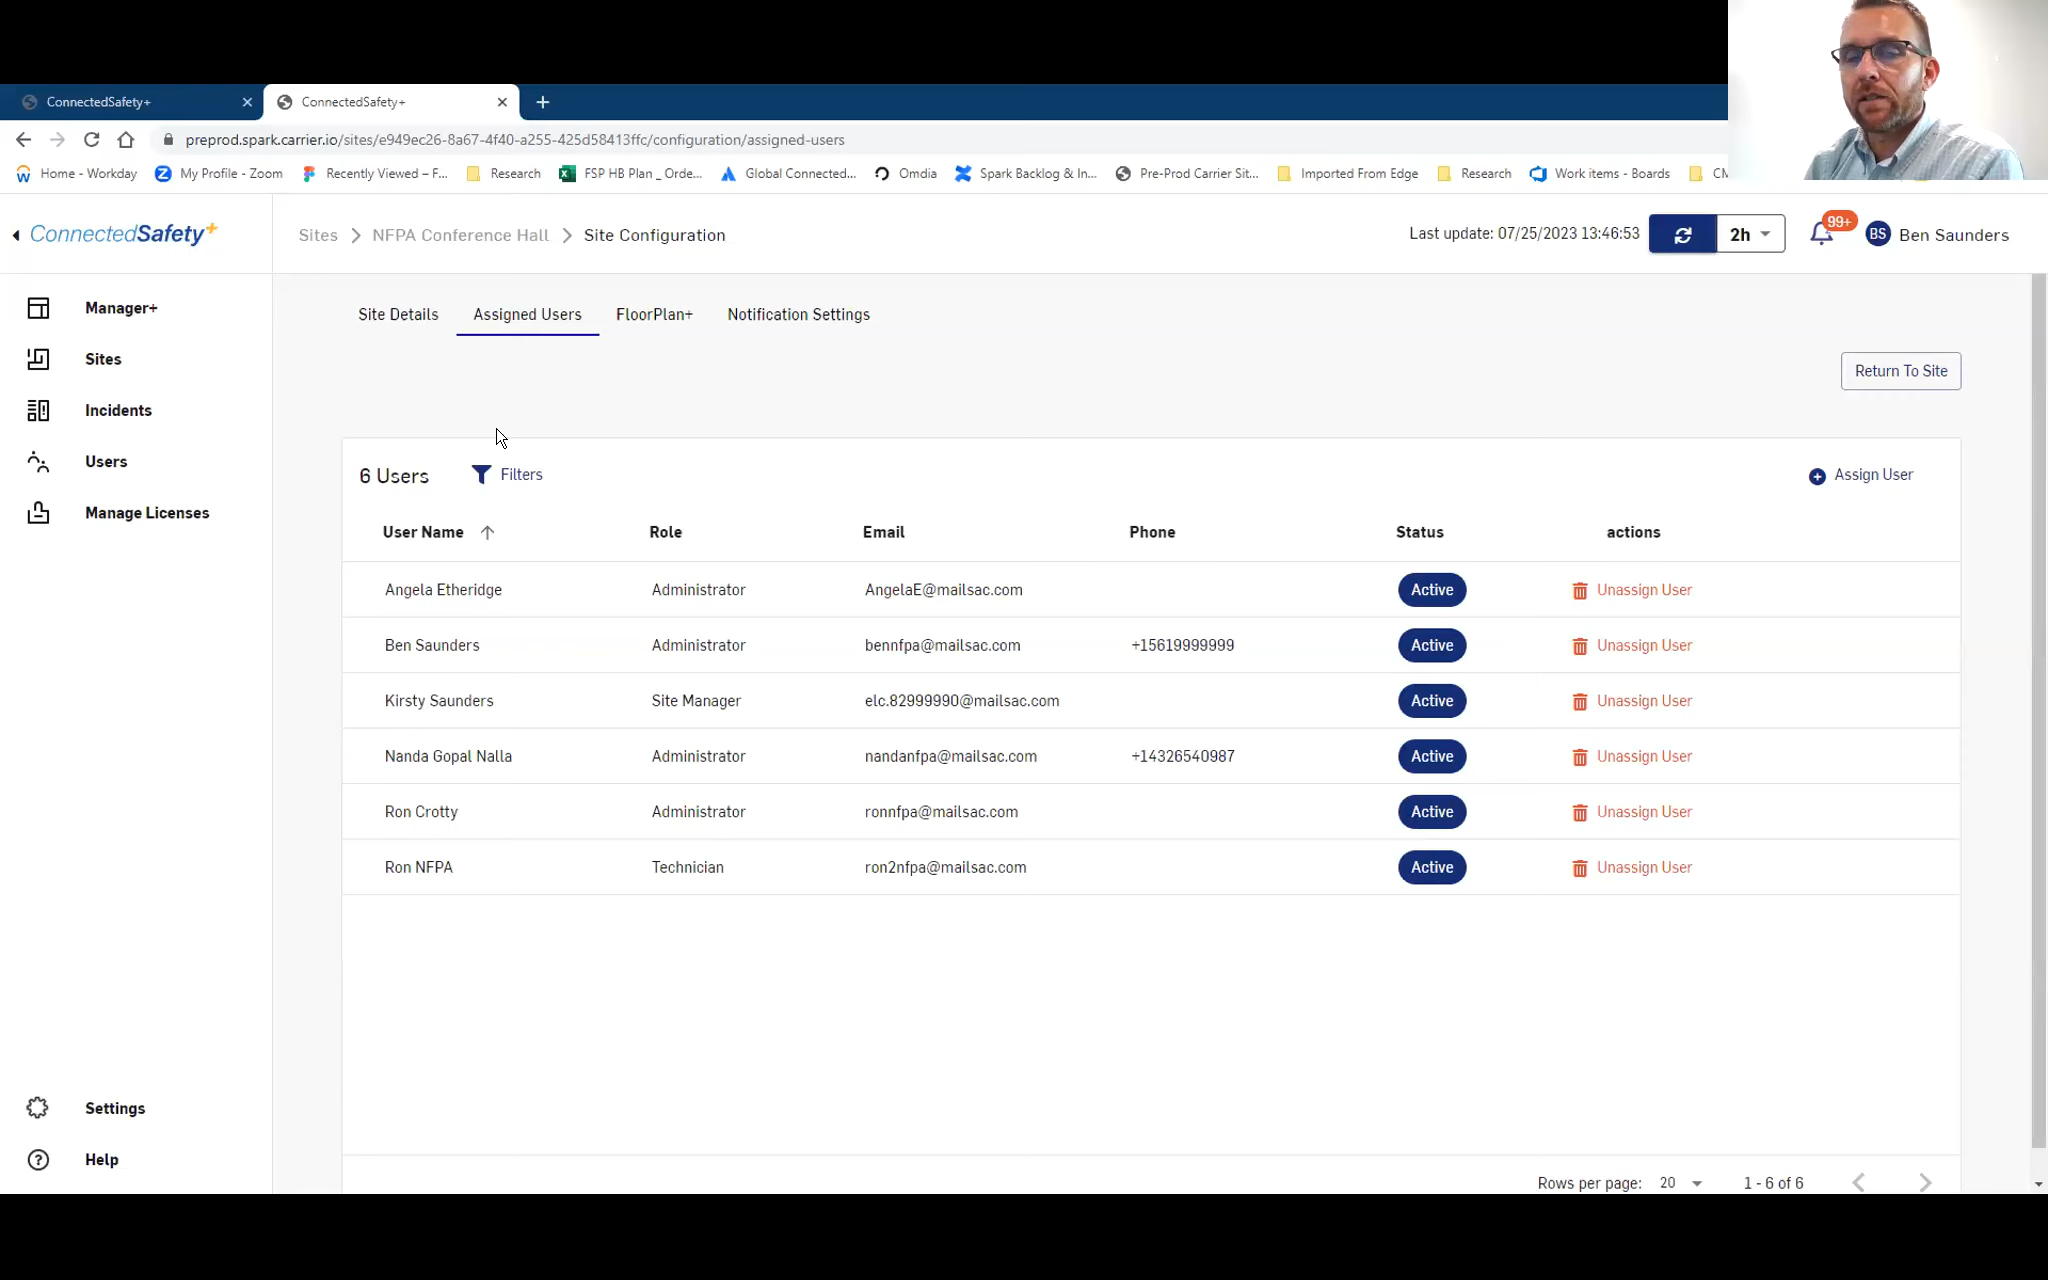 ConnectedSafety+
ConnectedSafety+
preprod.spark.carrier.io/sites/e949ec26-8a67-4f40-a255-425d58413ffc/configuration/assigned-users
Home - Workday My Profile - Zoom Recently Viewed – F... Research FSP HB Plan _ Orde... Global Connected... Omdia Spark Backlog & In... Pre-Prod Carrier Sit... Imported From Edge Research Work items - Boards CM
ConnectedSafety+
Sites > NFPA Conference Hall > Site Configuration
Last update: 07/25/2023 13:46:53 2h 99+ BS Ben Saunders
Manager+
Sites
Incidents
Users
Manage Licenses
Settings
Help
Site Details Assigned Users FloorPlan+ Notification Settings
Return To Site
6 Users Filters Assign User
User Name Role Email Phone Status actions
Angela Etheridge Administrator AngelaE@mailsac.com Active Unassign User
Ben Saunders Administrator bennfpa@mailsac.com +15619999999 Active Unassign User
Kirsty Saunders Site Manager elc.82999990@mailsac.com Active Unassign User
Nanda Gopal Nalla Administrator nandanfpa@mailsac.com +14326540987 Active Unassign User
Ron Crotty Administrator ronnfpa@mailsac.com Active Unassign User
Ron NFPA Technician ron2nfpa@mailsac.com Active Unassign User
Rows per page: 20 1 - 6 of 6